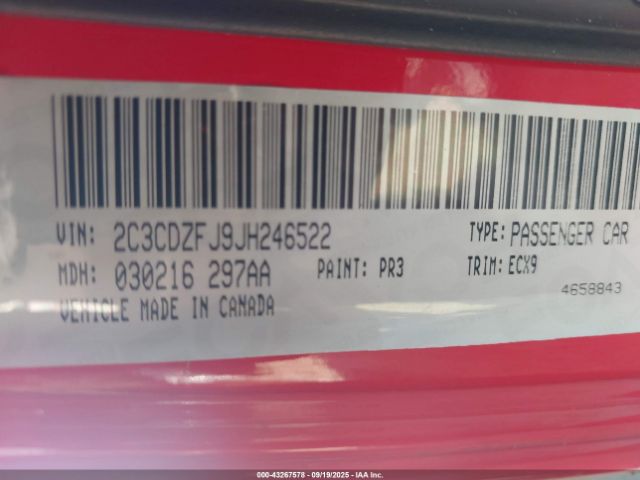 VIN: 2C3CDZFJ9JH246522 TYPE: PASSENGER CAR
MDH: 030216 297AA PAINT: PR3 TRIM: ECX9
VEHICLE MADE IN CANADA 4658843
000-43267578 - 09/19/2025 - IAA Inc.